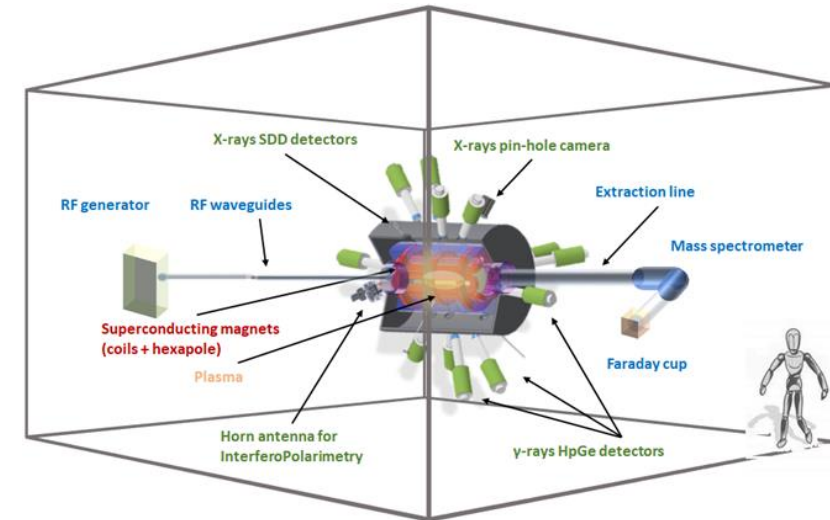 X-rays SDD detectors
X-rays pin-hole camera
RF generator
RF waveguides
Extraction line
Mass spectrometer
Superconducting magnets
(coils + hexapole)
Plasma
Faraday cup
Horn antenna for
InterferoPolarimetry
γ-rays HpGe detectors